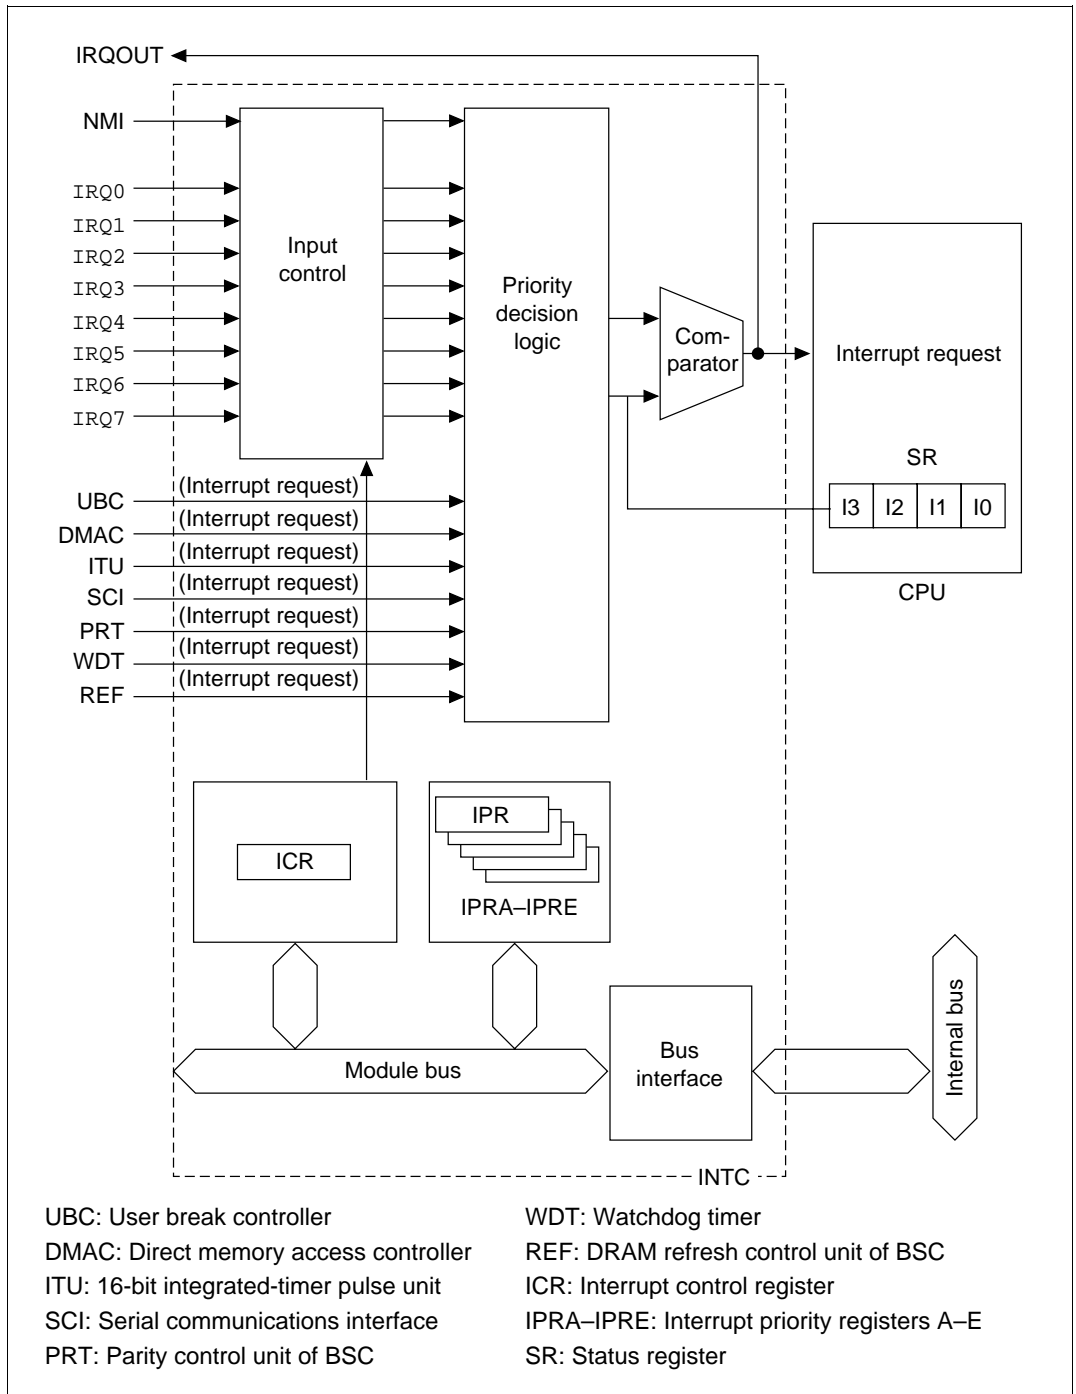 IRQOUT
NMI
IRQ0
IRQ1
IRQ2
IRQ3
IRQ4
IRQ5
IRQ6
IRQ7
Input
control
Priority
decision
logic
Com-
parator
Interrupt request
SR
I3 I2 I1 I0
CPU
UBC (Interrupt request)
DMAC (Interrupt request)
ITU (Interrupt request)
SCI (Interrupt request)
PRT (Interrupt request)
WDT (Interrupt request)
REF (Interrupt request)
ICR
IPR
IPRA–IPRE
Module bus
Bus
interface
Internal bus
INTC
UBC: User break controller
DMAC: Direct memory access controller
ITU: 16-bit integrated-timer pulse unit
SCI: Serial communications interface
PRT: Parity control unit of BSC
WDT: Watchdog timer
REF: DRAM refresh control unit of BSC
ICR: Interrupt control register
IPRA–IPRE: Interrupt priority registers A–E
SR: Status register